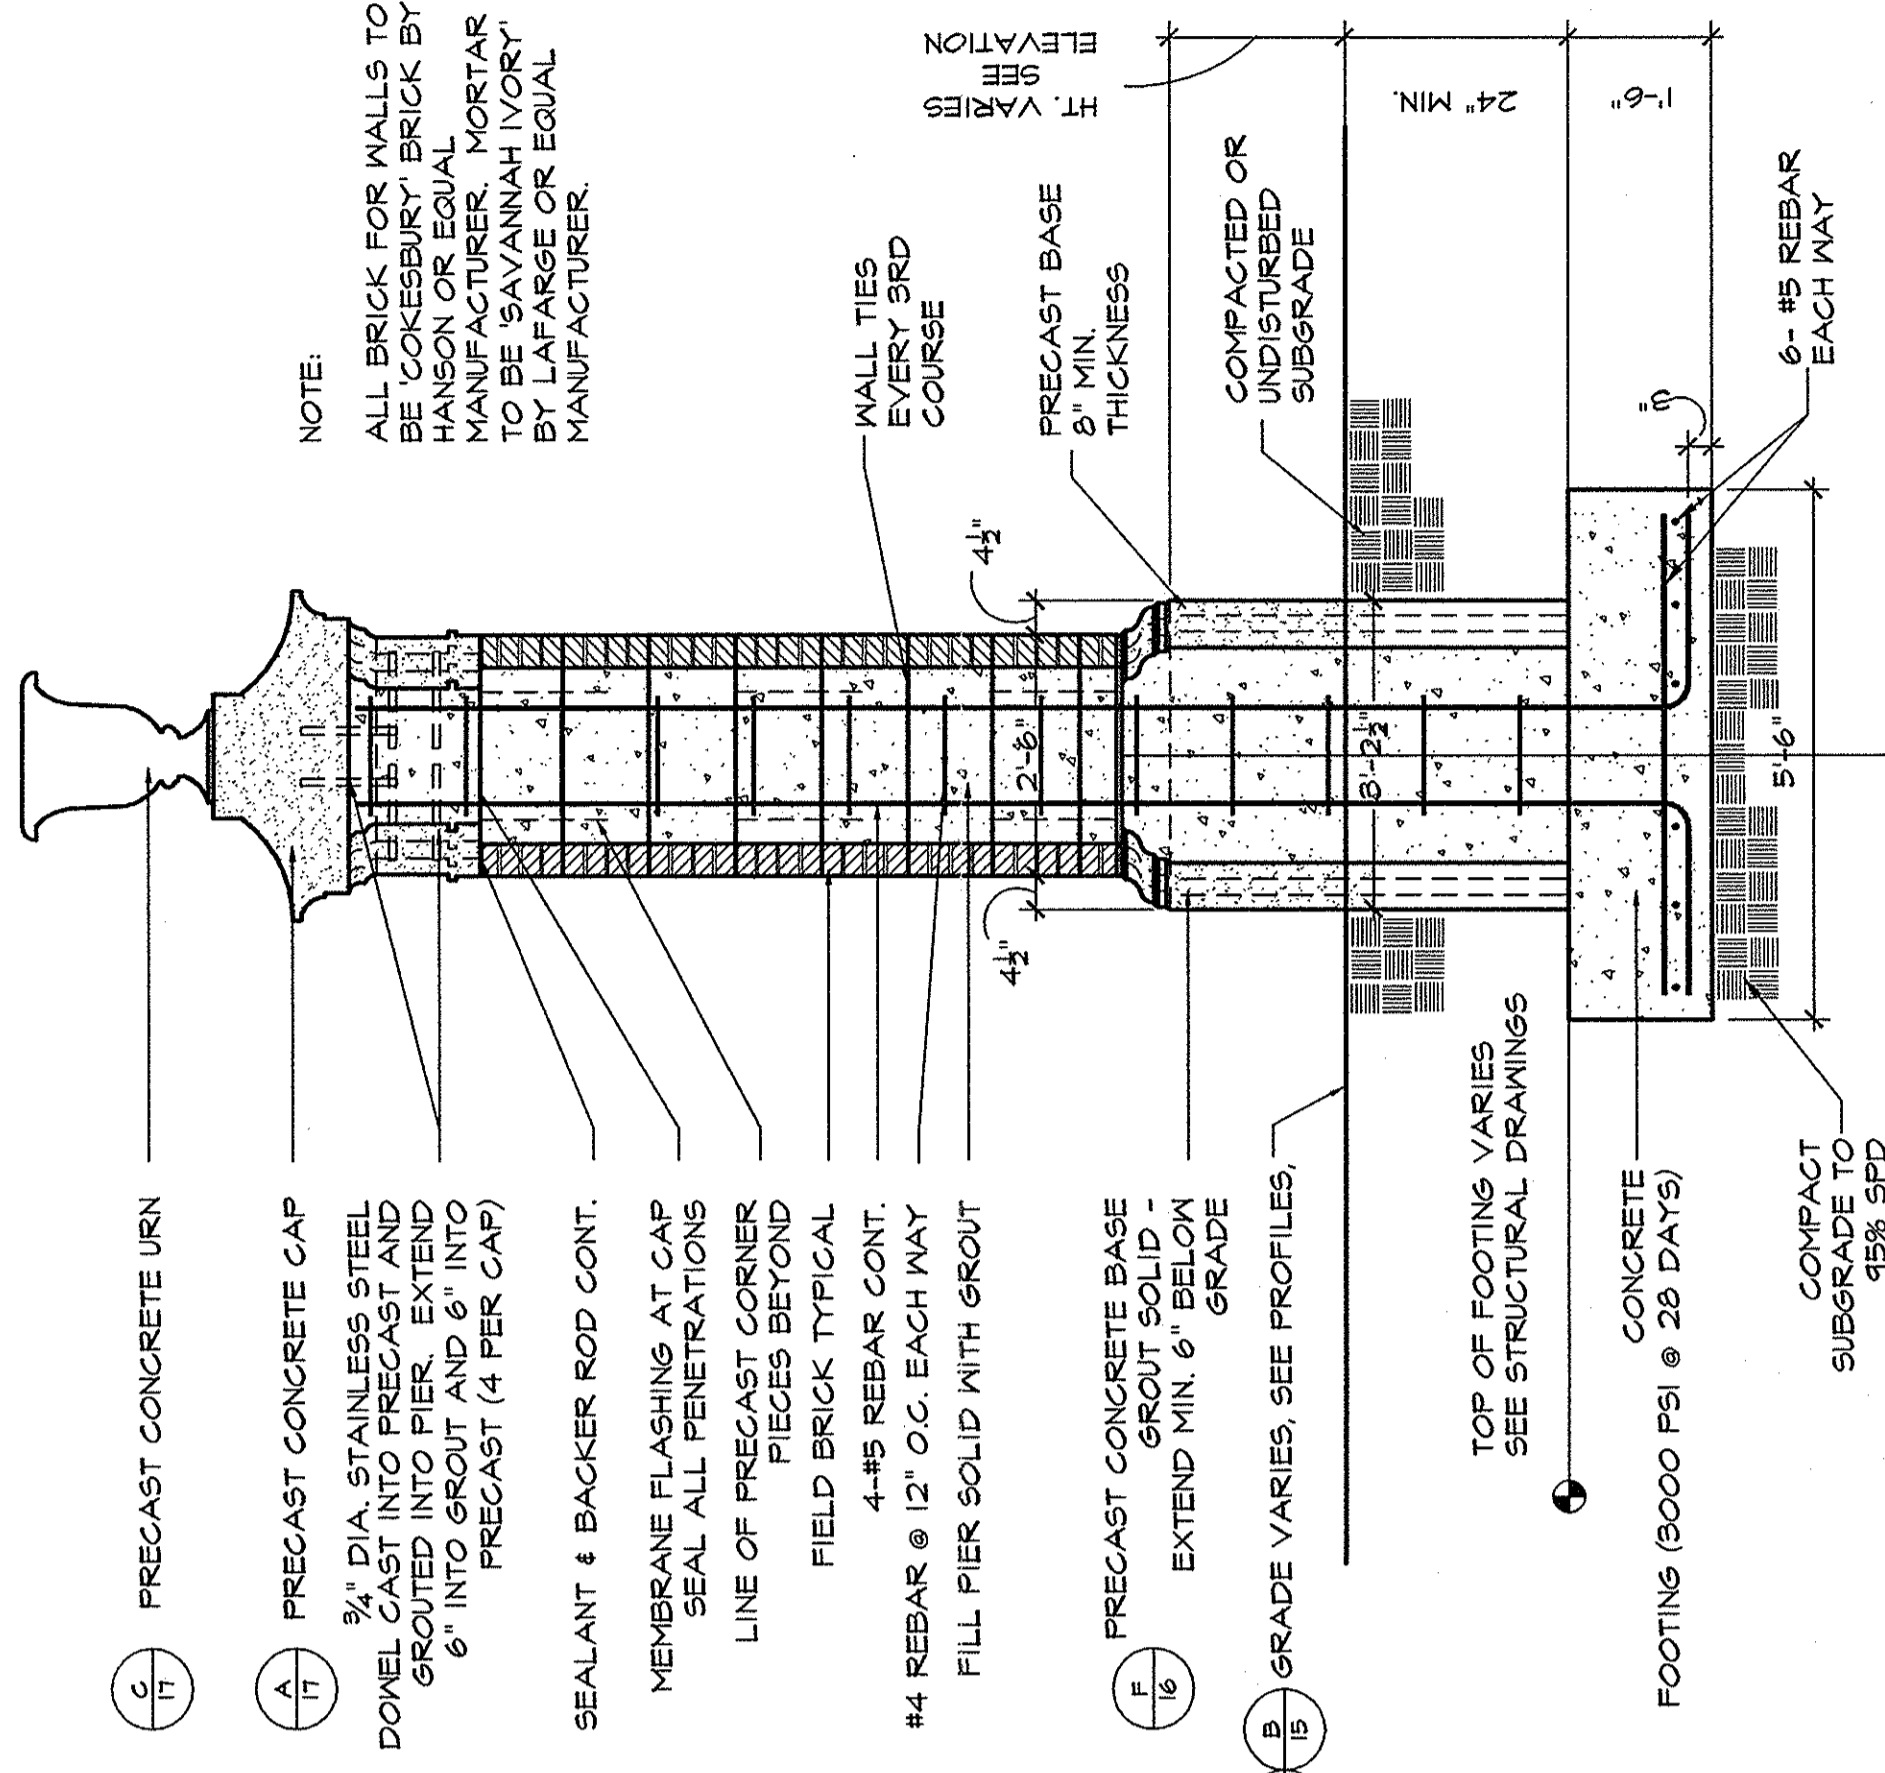 C
17
PRECAST CONCRETE URN
A
17
PRECAST CONCRETE CAP
3/4" DIA. STAINLESS STEEL
DOWEL CAST INTO PRECAST AND
GROUTED INTO PIER. EXTEND
6" INTO GROUT AND 6" INTO
PRECAST (4 PER CAP)
SEALANT & BACKER ROD CONT.
MEMBRANE FLASHING AT CAP
SEAL ALL PENETRATIONS
LINE OF PRECAST CORNER
PIECES BEYOND
FIELD BRICK TYPICAL
4-#5 REBAR CONT.
#4 REBAR @ 12" O.C. EACH WAY
FILL PIER SOLID WITH GROUT
F
16
PRECAST CONCRETE BASE
GROUT SOLID -
EXTEND MIN. 6" BELOW
GRADE
B
15
GRADE VARIES, SEE PROFILES,
TOP OF FOOTING VARIES
SEE STRUCTURAL DRAWINGS
CONCRETE
FOOTING (3000 PSI @ 28 DAYS)
COMPACT
SUBGRADE TO
95% SPD
4 1/2"
2'-6"
4 1/2"
3'-2 1/2"
5'-6"
NOTE:
ALL BRICK FOR WALLS TO
BE 'COKESBURY' BRICK BY
HANSON OR EQUAL
MANUFACTURER. MORTAR
TO BE 'SAVANNAH IVORY'
BY LAFARGE OR EQUAL
MANUFACTURER.
WALL TIES
EVERY 3RD
COURSE
PRECAST BASE
8" MIN.
THICKNESS
COMPACTED OR
UNDISTURBED
SUBGRADE
6- #5 REBAR
EACH WAY
3"
HT. VARIES
SEE
ELEVATION
24" MIN.
1'-6"